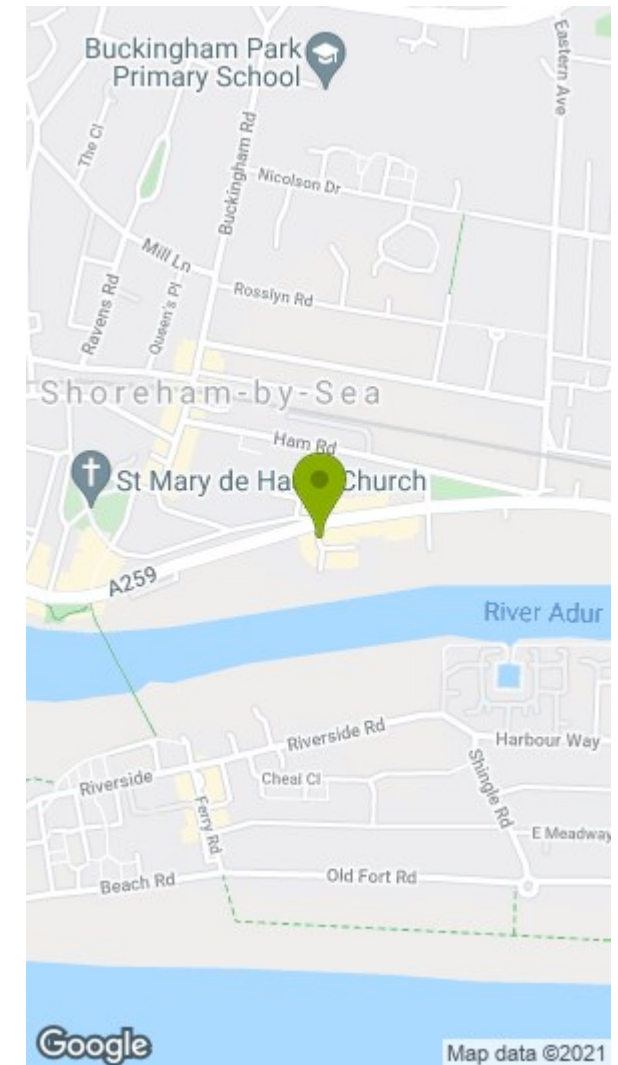 Buckingham Park
Primary School
Eastern Ave
The Cl
Buckingham Rd
Nicolson Dr
Mill Ln
Ravens Rd
Queen's Pl
Rosslyn Rd
Shoreham-by-Sea
Ham Rd
St Mary de Ha Church
A259
River Adur
Riverside Rd
Harbour Way
Riverside
Cheal Cl
Shingle Rd
Ferry Rd
E Meadway
Beach Rd
Old Fort Rd
Google
Map data ©2021